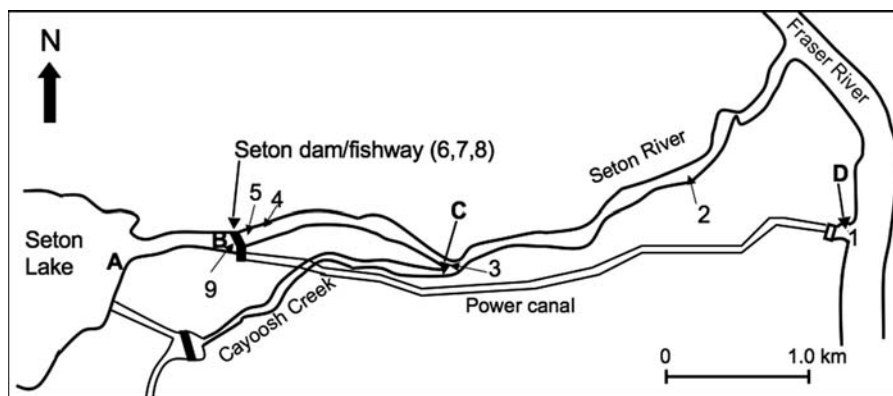 N
Fraser River
Seton dam/fishway (6,7,8)
Seton River
5
4
D
C
2
Seton
Lake
B
A
1
3
9
Cayoosh Creek
Power canal
0
1.0 km